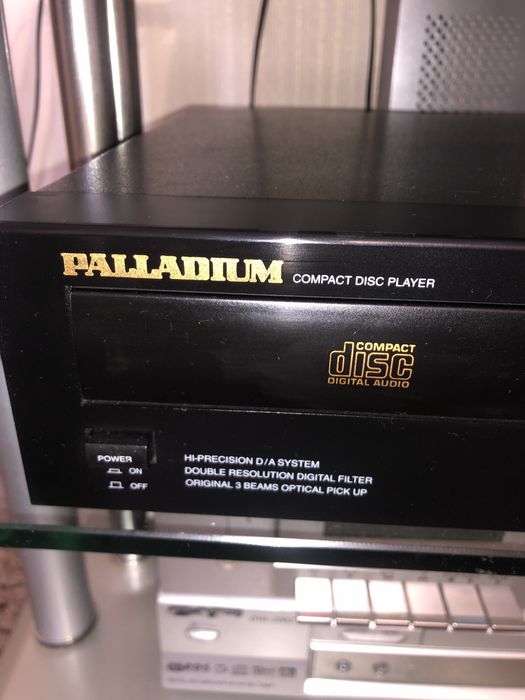 PALLADIUM COMPACT DISC PLAYER
COMPACT
disc
DIGITAL AUDIO
POWER
ON
OFF
HI-PRECISION D/A SYSTEM
DOUBLE RESOLUTION DIGITAL FILTER
ORIGINAL 3 BEAMS OPTICAL PICK UP